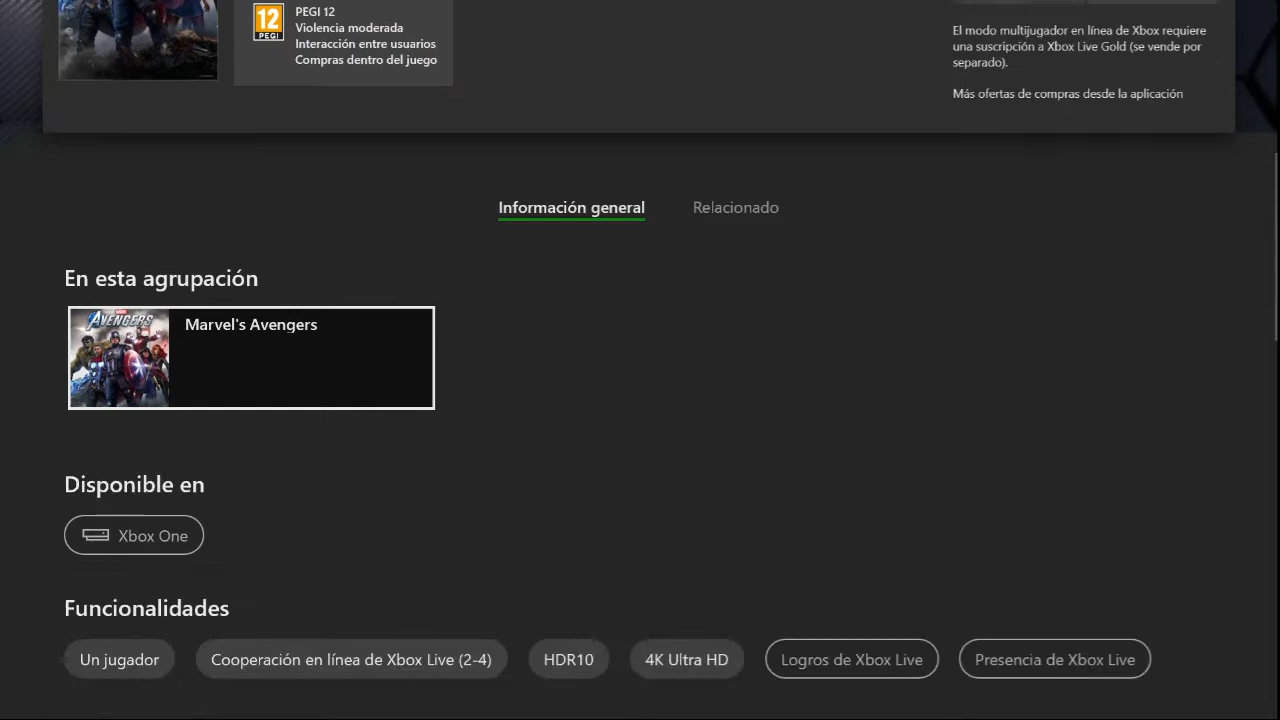 12
PEGI
PEGI 12
Violencia moderada
Interacción entre usuarios
Compras dentro del juego
El modo multijugador en línea de Xbox requiere
una suscripción a Xbox Live Gold (se vende por
separado).
Más ofertas de compras desde la aplicación
Información general
Relacionado
En esta agrupación
MARVEL
AVENGERS
Marvel's Avengers
Disponible en
Xbox One
Funcionalidades
Un jugador
Cooperación en línea de Xbox Live (2-4)
HDR10
4K Ultra HD
Logros de Xbox Live
Presencia de Xbox Live